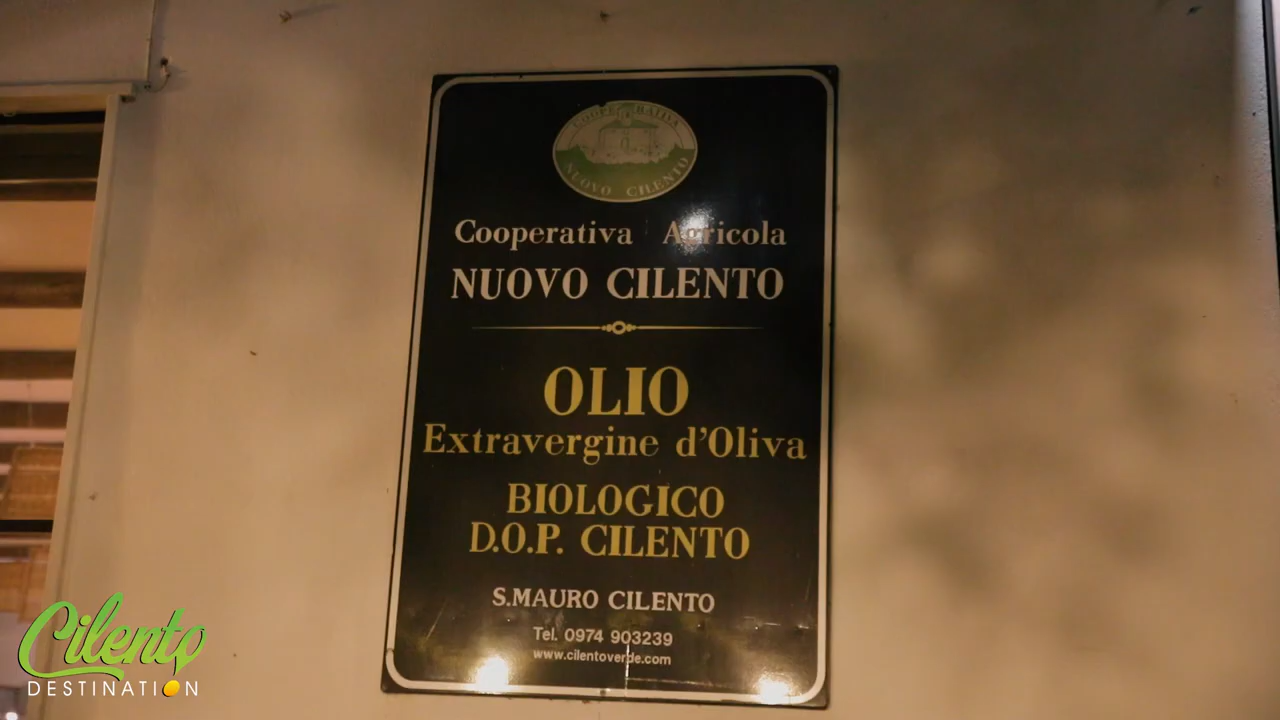 COOPERATIVA
NUOVO CILENTO
Cooperativa Agricola
NUOVO CILENTO
OLIO
Extravergine d'Oliva
BIOLOGICO
D.O.P. CILENTO
S.MAURO CILENTO
Tel. 0974 903239
www.cilentoverde.com
Cilento
DESTINATION